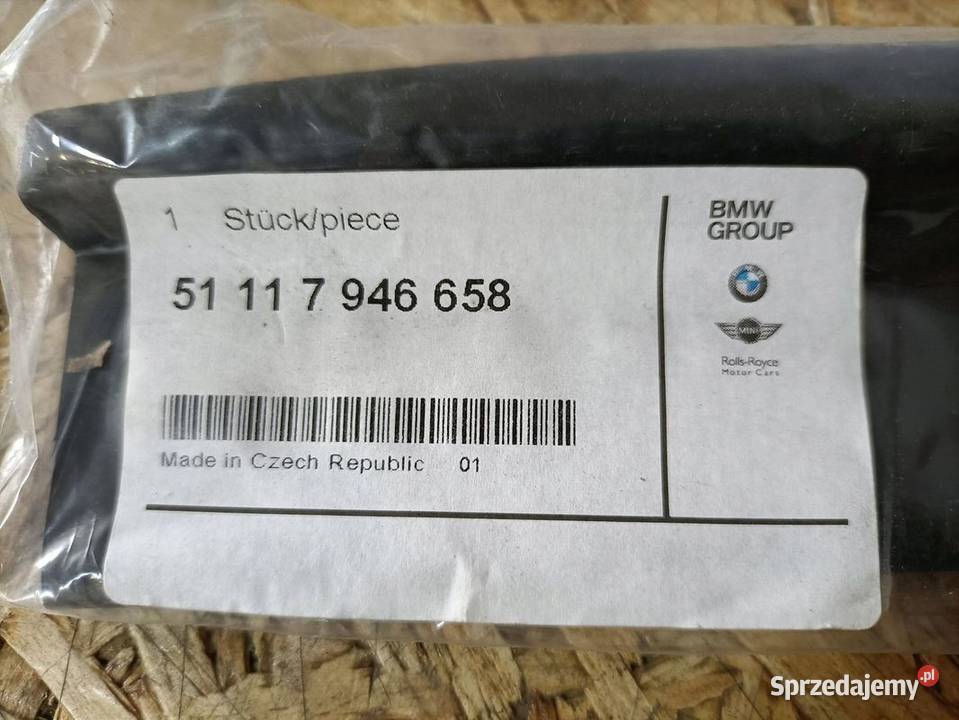 1 Stück/piece
51 11 7 946 658
Made in Czech Republic 01
BMW
GROUP
MINI
Rolls-Royce
Motor Cars
Sprzedajemy.pl